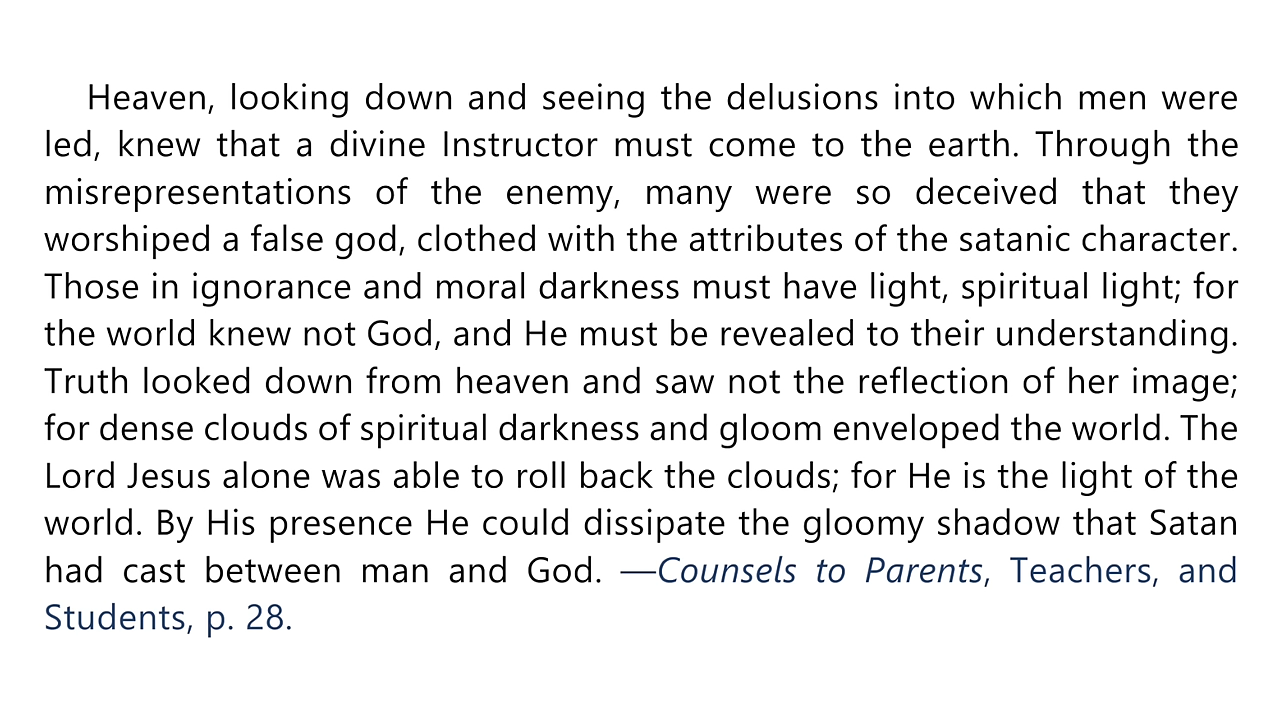 Heaven, looking down and seeing the delusions into which men were
led, knew that a divine Instructor must come to the earth. Through the
misrepresentations of the enemy, many were so deceived that they
worshiped a false god, clothed with the attributes of the satanic character.
Those in ignorance and moral darkness must have light, spiritual light; for
the world knew not God, and He must be revealed to their understanding.
Truth looked down from heaven and saw not the reflection of her image;
for dense clouds of spiritual darkness and gloom enveloped the world. The
Lord Jesus alone was able to roll back the clouds; for He is the light of the
world. By His presence He could dissipate the gloomy shadow that Satan
had cast between man and God. —Counsels to Parents, Teachers, and
Students, p. 28.